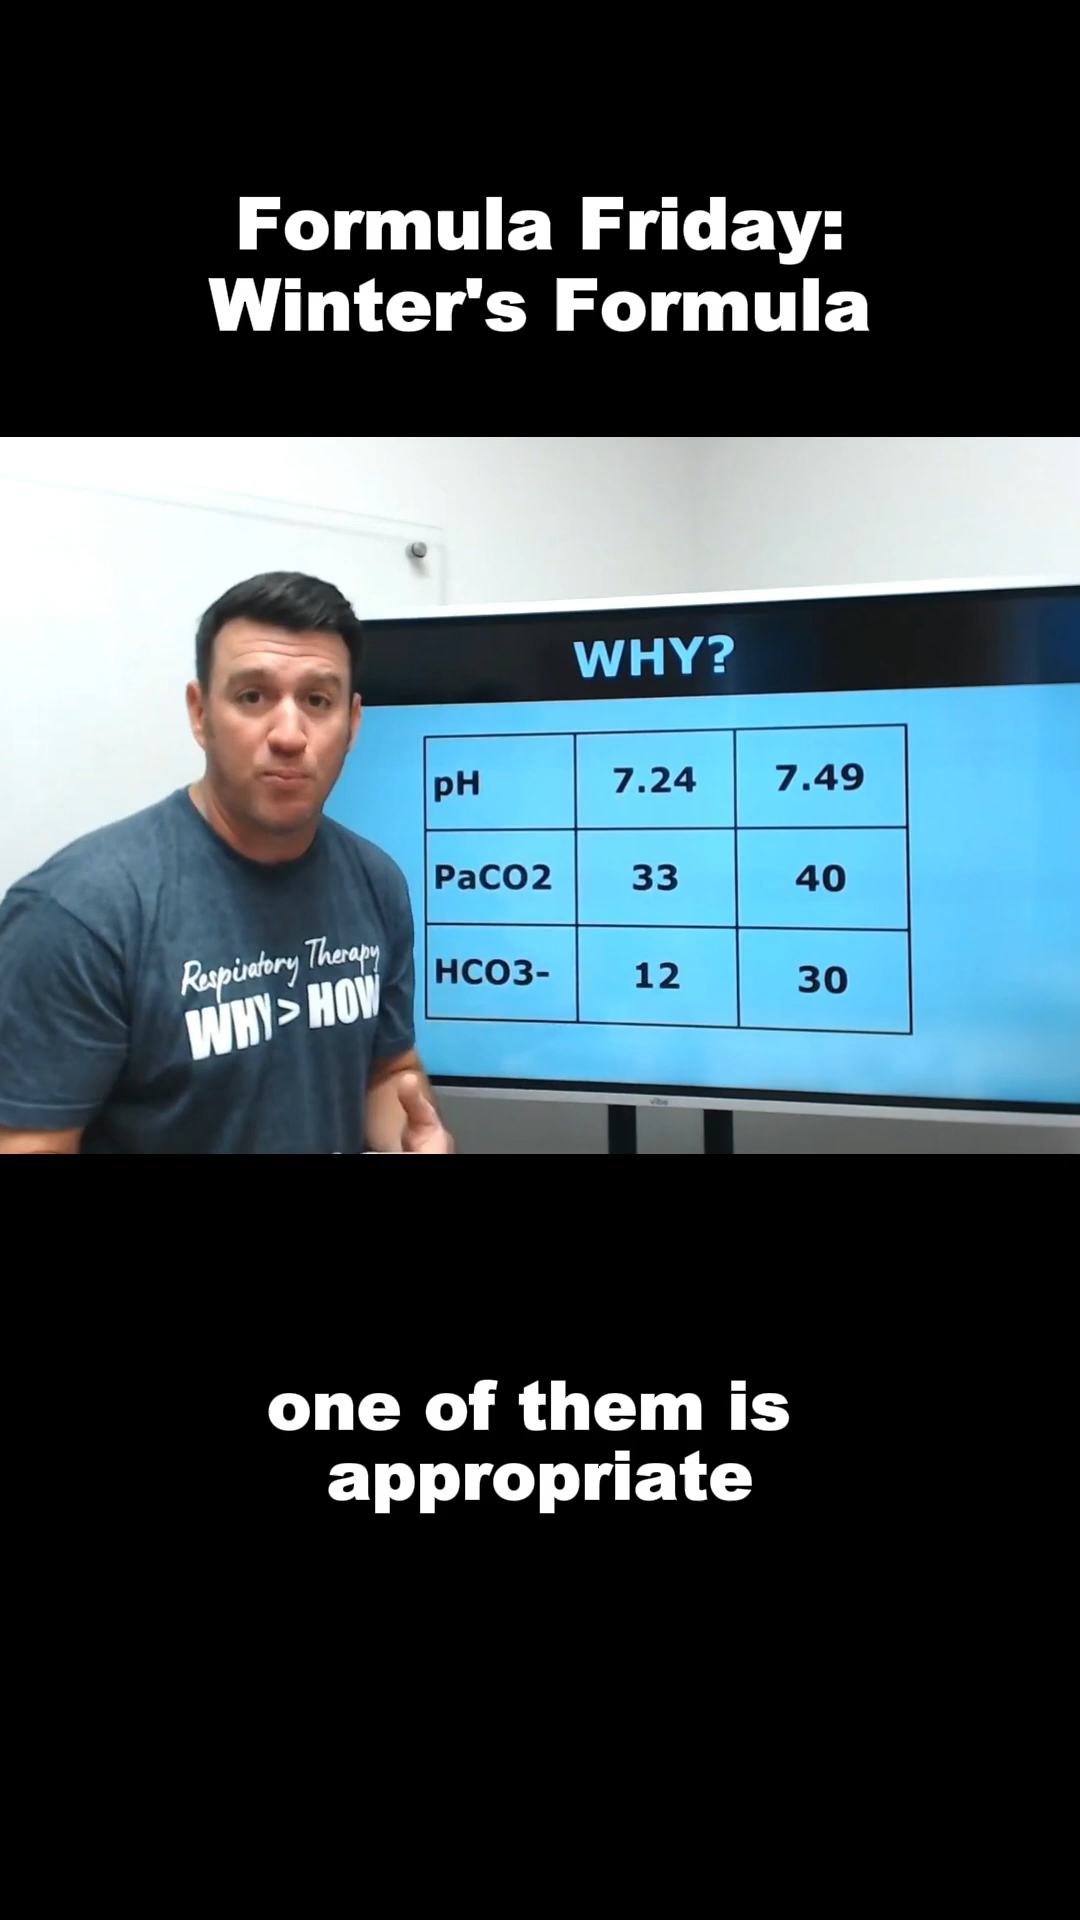 Formula Friday:
Winter's Formula
WHY?
pH 7.24 7.49
PaCO2 33 40
HCO3- 12 30
Respiratory Therapy
WHY > HOW
vibe
one of them is
appropriate